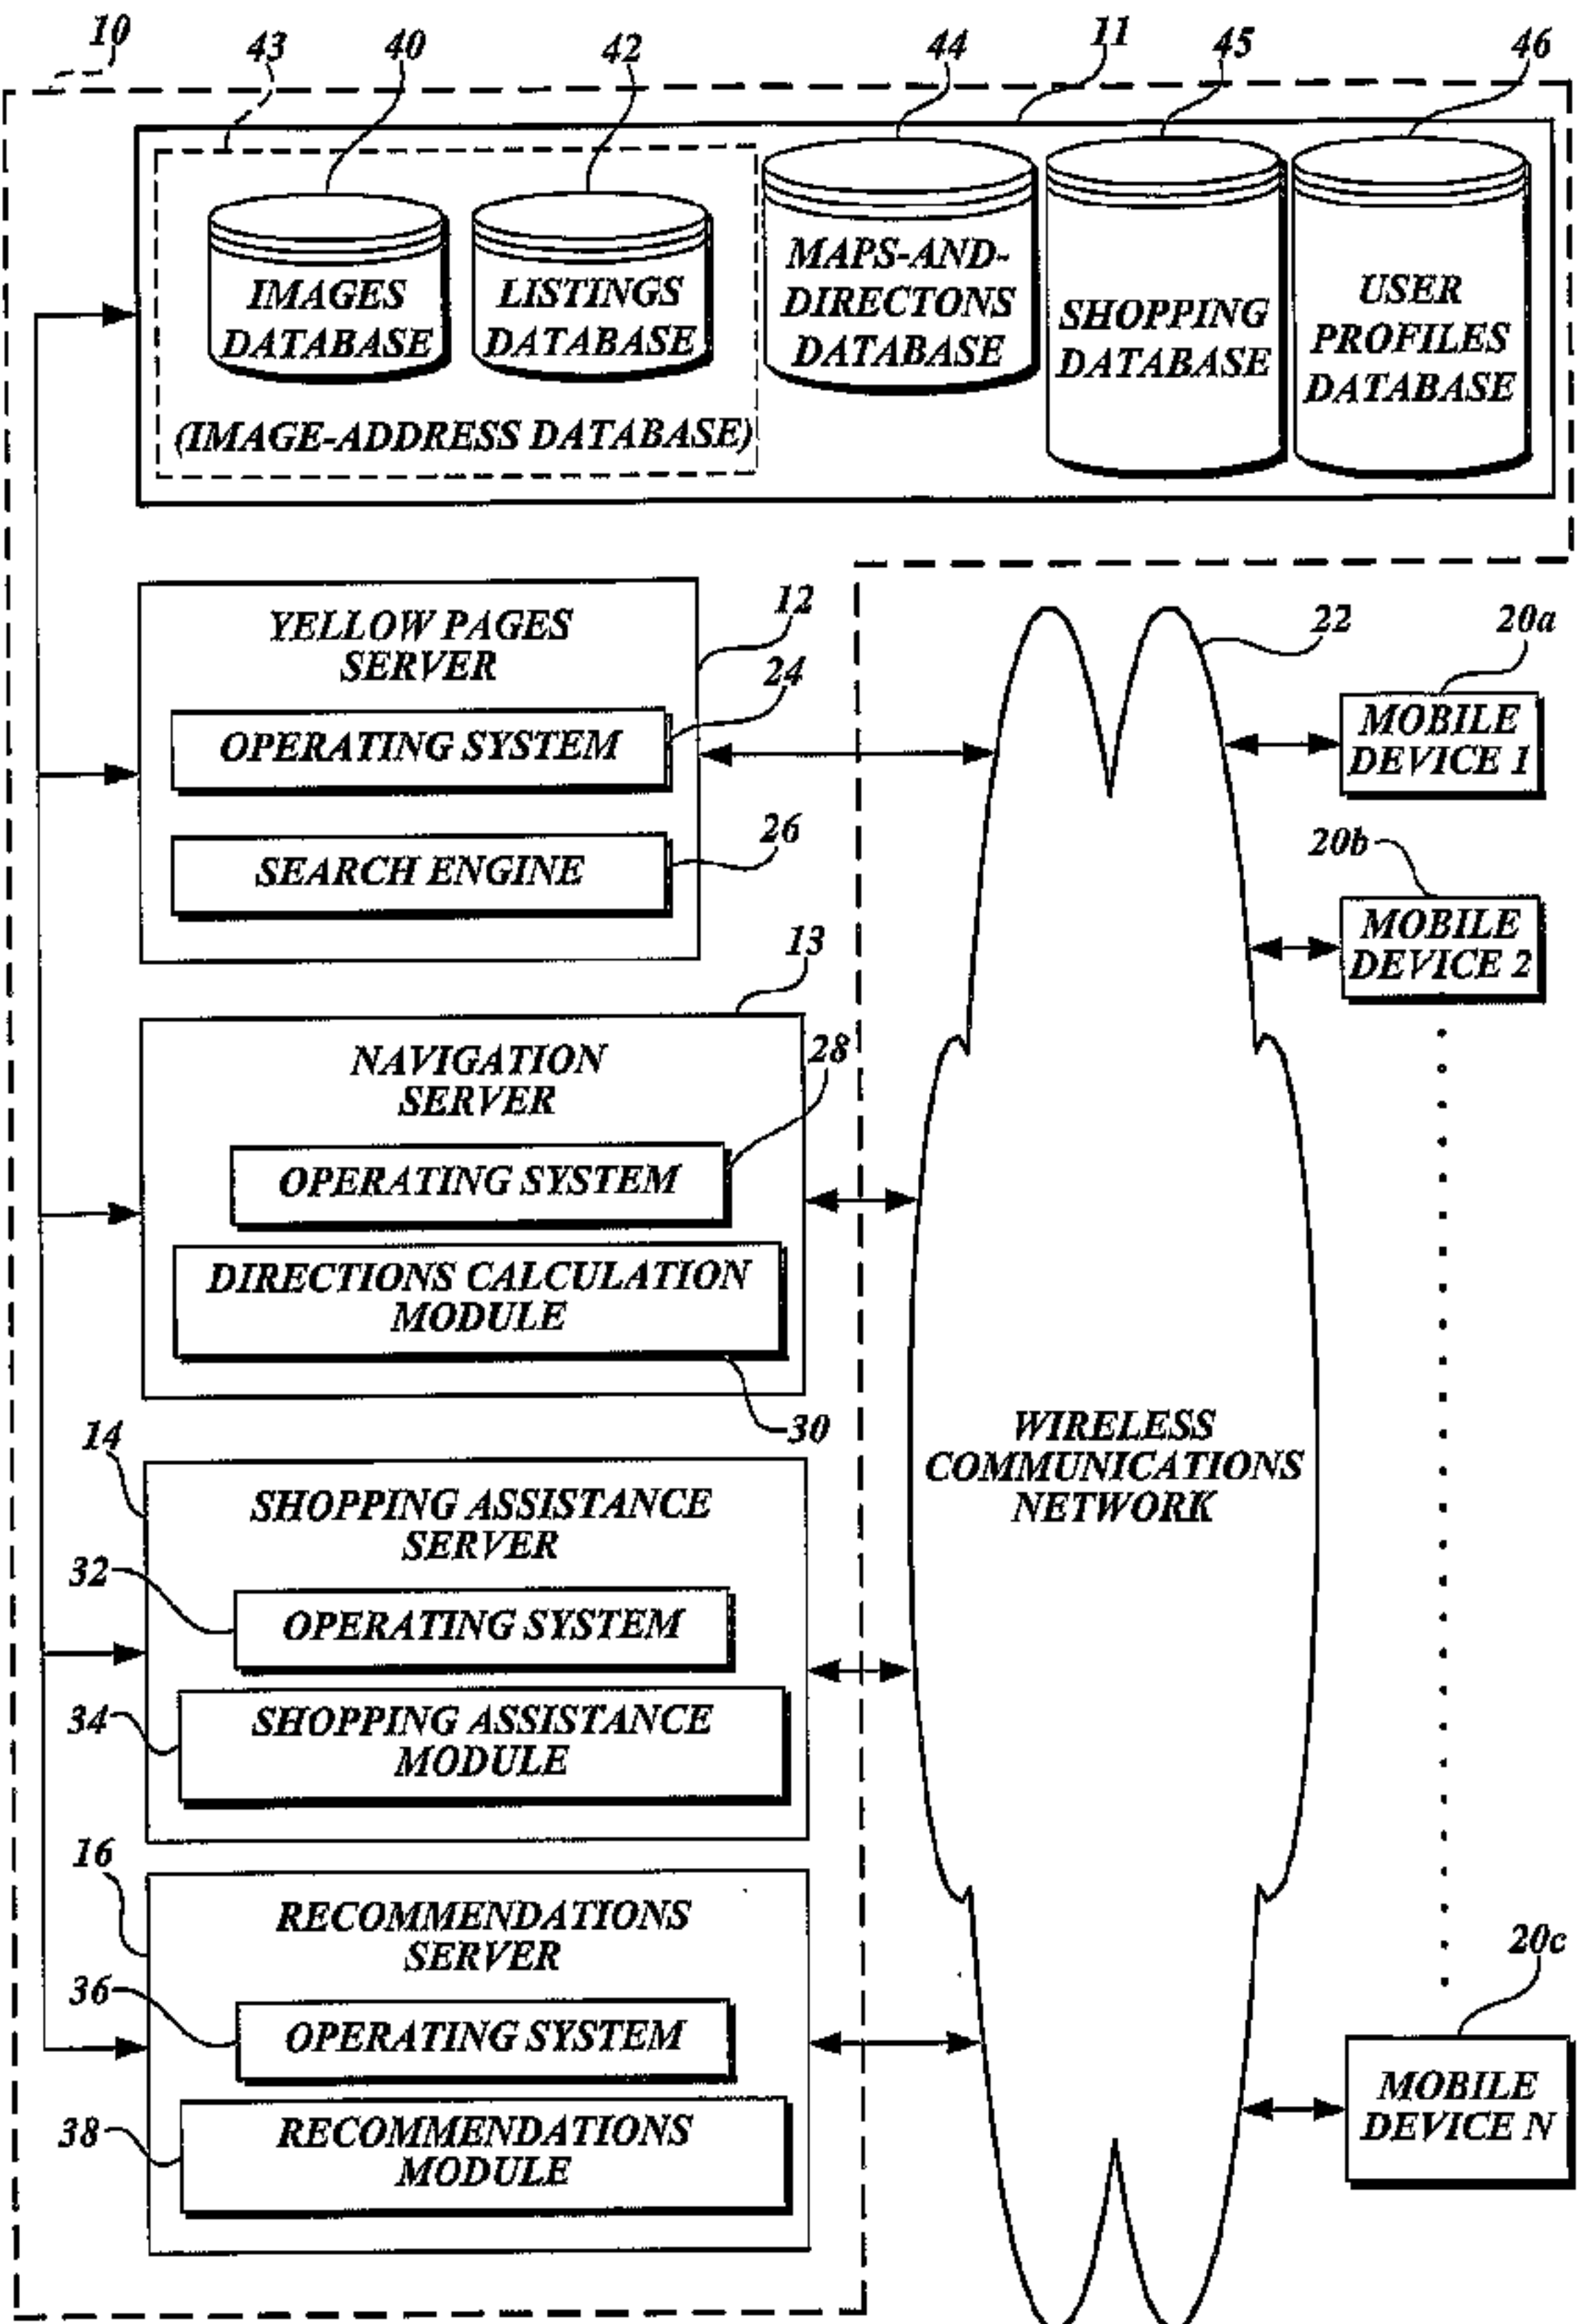 10
43
40
42
44
11
45
46
IMAGES
DATABASE
LISTINGS
DATABASE
MAPS-AND-
DIRECTONS
DATABASE
SHOPPING
DATABASE
USER
PROFILES
DATABASE
(IMAGE-ADDRESS DATABASE)
YELLOW PAGES
SERVER
12
24
OPERATING SYSTEM
26
SEARCH ENGINE
22
20a
MOBILE
DEVICE 1
20b
MOBILE
DEVICE 2
13
NAVIGATION
SERVER
28
OPERATING SYSTEM
DIRECTIONS CALCULATION
MODULE
30
WIRELESS
COMMUNICATIONS
NETWORK
14
SHOPPING ASSISTANCE
SERVER
32
OPERATING SYSTEM
34
SHOPPING ASSISTANCE
MODULE
16
RECOMMENDATIONS
SERVER
36
OPERATING SYSTEM
38
RECOMMENDATIONS
MODULE
20c
MOBILE
DEVICE N